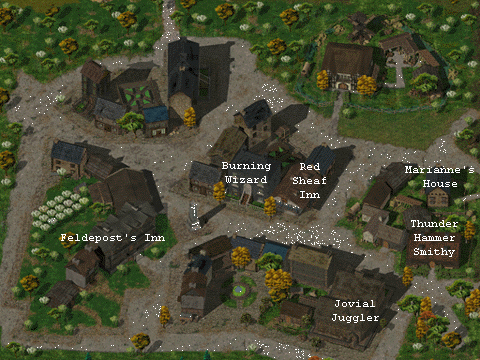 Burning
Wizard
Red
Sheaf
Inn
Marianne's
House
Feldepost's Inn
Thunder
Hammer
Smithy
Jovial
Juggler